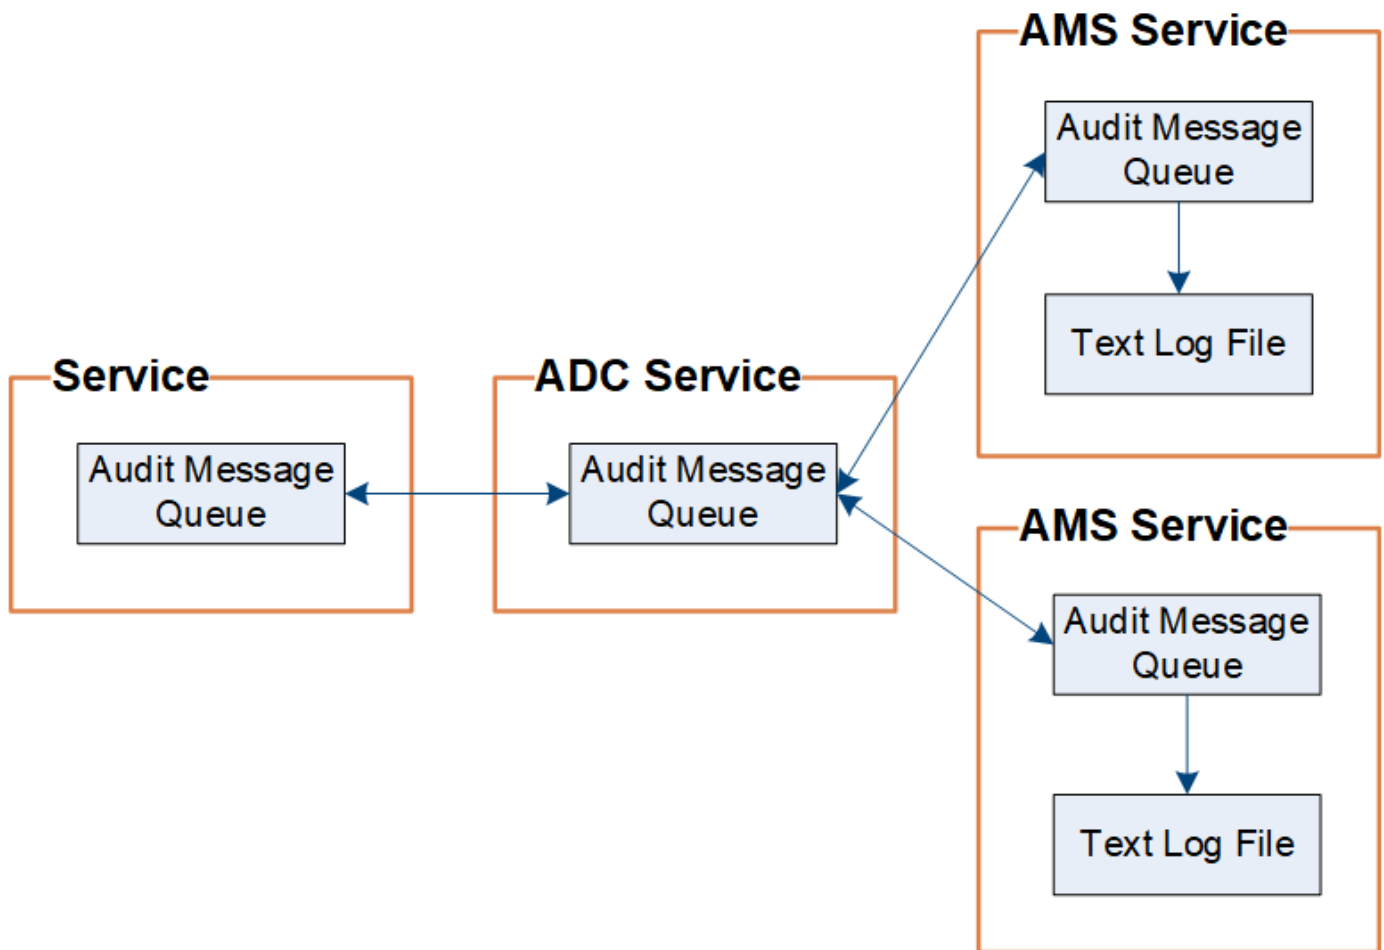 AMS Service
Audit Message
Queue
Text Log File
Service
Audit Message
Queue
ADC Service
Audit Message
Queue
AMS Service
Audit Message
Queue
Text Log File